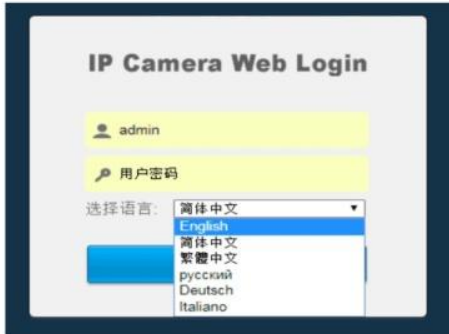 IP Camera Web Login
admin
用户密码
选择语言: 简体中文
English
简体中文
繁體中文
русский
Deutsch
Italiano